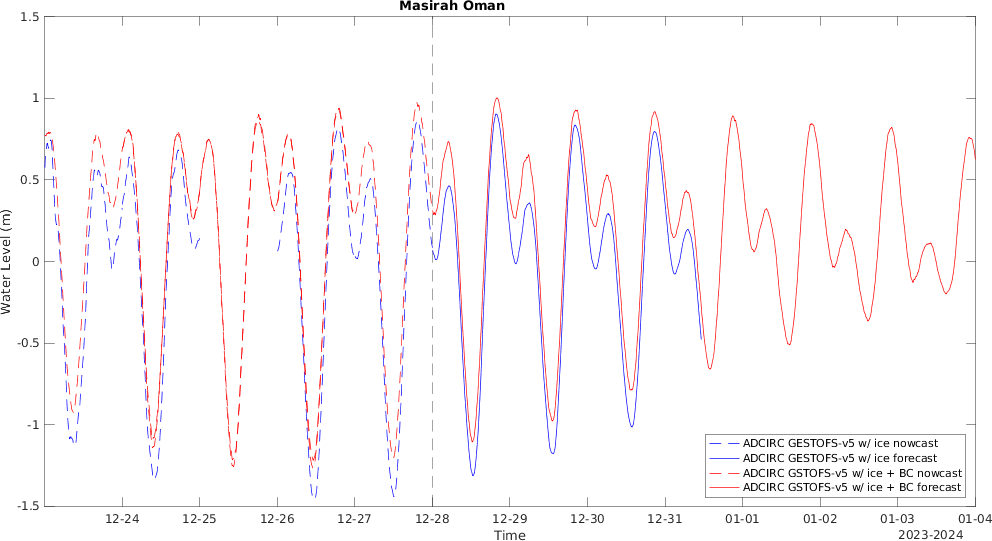 Masirah Oman
1.5
1
0.5
0
-0.5
-1
-1.5
Water Level (m)
ADCIRC GESTOFS-v5 w/ ice nowcast
ADCIRC GESTOFS-v5 w/ ice forecast
ADCIRC GSTOFS-v5 w/ ice + BC nowcast
ADCIRC GSTOFS-v5 w/ ice + BC forecast
12-24 12-25 12-26 12-27 12-28 12-29 12-30 12-31 01-01 01-02 01-03 01-04
Time
2023-2024